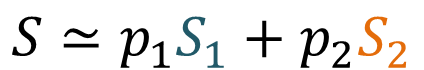 S ≃ p₁S₁ + p₂S₂